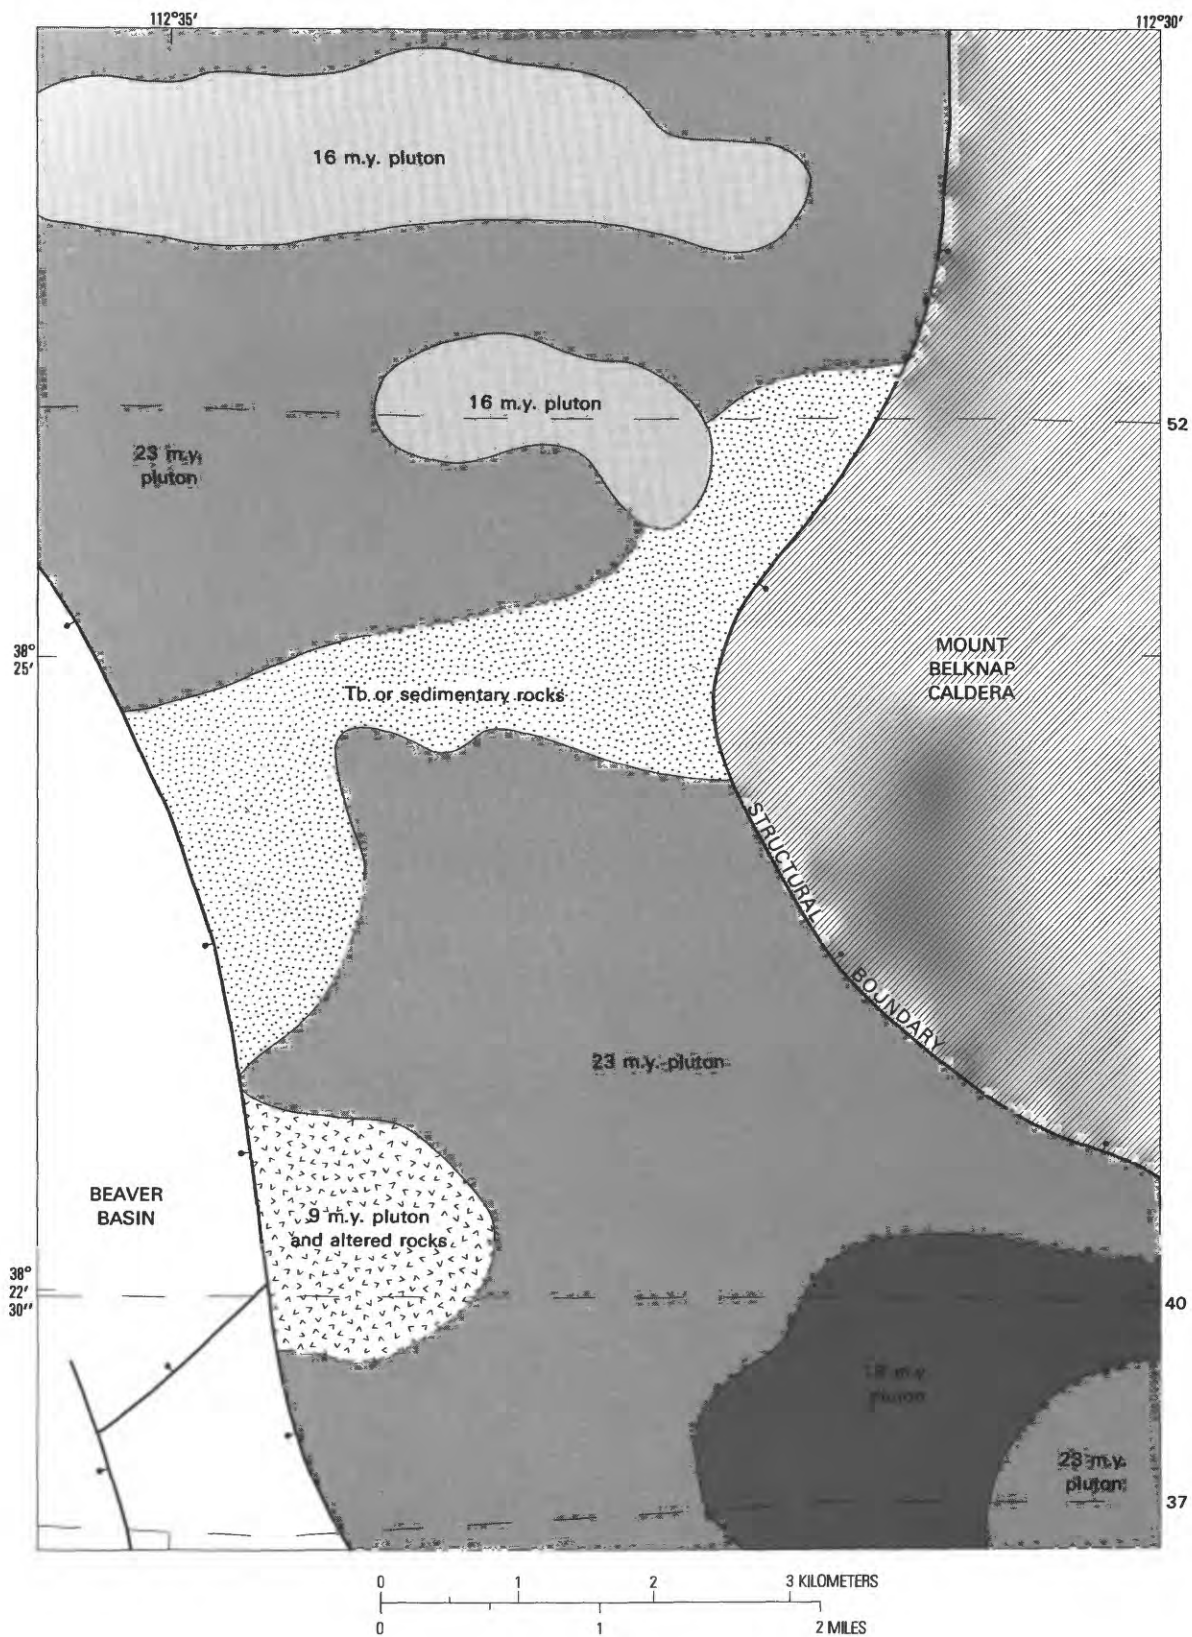 112°35'
112°30'
16 m.y. pluton
16 m.y. pluton
52
23 m.y.
pluton
38°
25'
MOUNT
BELKNAP
CALDERA
Tb or sedimentary rocks
STRUCTURAL
BOUNDARY
23 m.y. pluton
BEAVER
BASIN
9 m.y. pluton
and altered rocks
38°
22'
30"
40
m.y.
pluton
23 m.y.
pluton
37
0 1 2 3 KILOMETERS
0 1 2 MILES